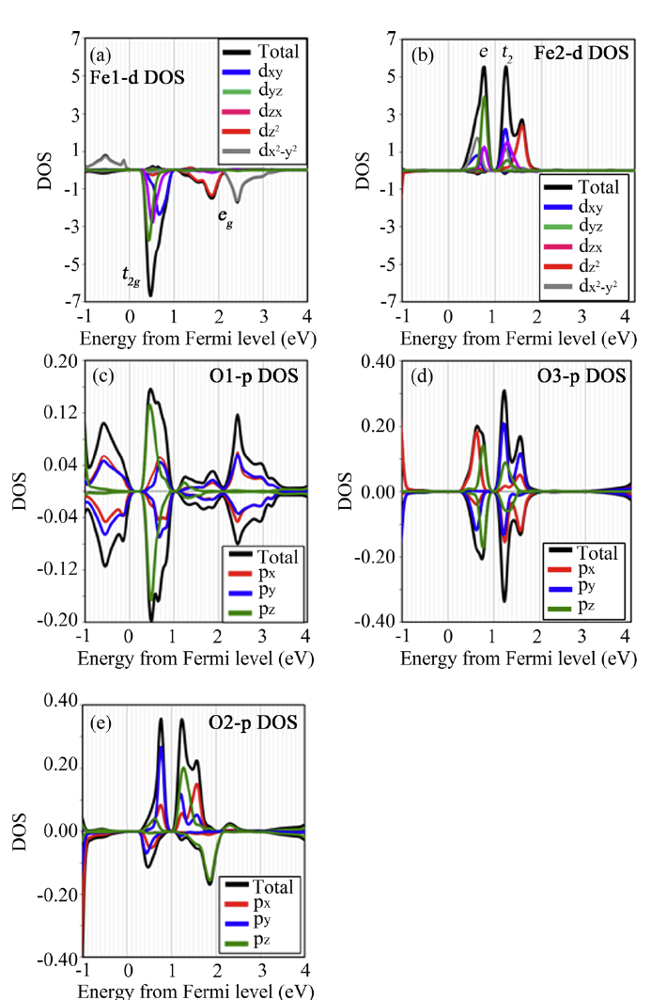 (a)
Fe1-d DOS
Total
dxy
dyz
dzx
dz²
dx²-y²
7
5
3
1
-1
-3
-5
-7
DOS
t2g
eg
-1 0 1 2 3 4
Energy from Fermi level (eV)
(b) e t2 Fe2-d DOS
7
5
3
1
-1
-3
-5
-7
DOS
Total
dxy
dyz
dzx
dz²
dx²-y²
-1 0 1 2 3 4
Energy from Fermi level (eV)
(c) O1-p DOS
0.20
0.12
0.04
-0.04
-0.12
-0.20
DOS
Total
px
py
pz
-1 0 1 2 3 4
Energy from Fermi level (eV)
(d) O3-p DOS
0.40
0.20
0.00
-0.20
-0.40
DOS
Total
px
py
pz
-1 0 1 2 3 4
Energy from Fermi level (eV)
(e) O2-p DOS
0.40
0.20
0.00
-0.20
-0.40
DOS
Total
px
py
pz
-1 0 1 2 3 4
Energy from Fermi level (eV)